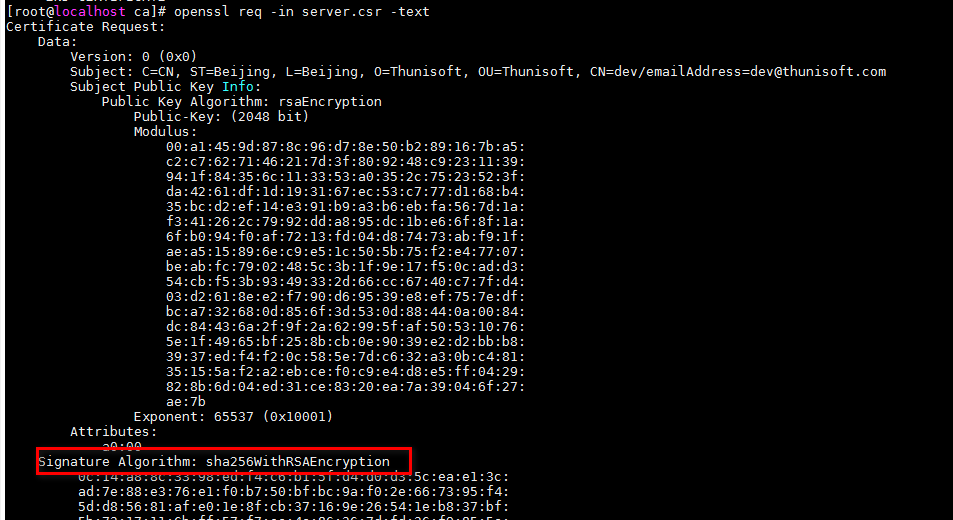 [root@localhost ca]# openssl req -in server.csr -text
Certificate Request:
    Data:
        Version: 0 (0x0)
        Subject: C=CN, ST=Beijing, L=Beijing, O=Thunisoft, OU=Thunisoft, CN=dev/emailAddress=dev@thunisoft.com
        Subject Public Key Info:
            Public Key Algorithm: rsaEncryption
                Public-Key: (2048 bit)
                Modulus:
                    00:a1:45:9d:87:8c:96:d7:8e:50:b2:89:16:7b:a5:
                    c2:c7:62:71:46:21:7d:3f:80:92:48:c9:23:11:39:
                    94:1f:84:35:6c:11:33:53:a0:35:2c:75:23:52:3f:
                    da:42:61:df:1d:19:31:67:ec:53:c7:77:d1:68:b4:
                    35:bc:d2:ef:14:e3:91:b9:a3:b6:eb:fa:56:7d:1a:
                    f3:41:26:2c:79:92:dd:a8:95:dc:1b:e6:6f:8f:1a:
                    6f:b0:94:f0:af:72:13:fd:04:d8:74:73:ab:f9:1f:
                    ae:a5:15:89:6e:c9:e5:1c:50:5b:75:f2:e4:77:07:
                    be:ab:fc:79:02:48:5c:3b:1f:9e:17:f5:0c:ad:d3:
                    54:cb:f5:3b:93:49:33:2d:66:cc:67:40:c7:7f:d4:
                    03:d2:61:8e:e2:f7:90:d6:95:39:e8:ef:75:7e:df:
                    bc:a7:32:68:0d:85:6f:3d:53:0d:88:44:0a:00:84:
                    dc:84:43:6a:2f:9f:2a:62:99:5f:af:50:53:10:76:
                    5e:1f:49:65:bf:25:8b:cb:0e:90:39:e2:d2:bb:b8:
                    39:37:ed:f4:f2:0c:58:5e:7d:c6:32:a3:0b:c4:81:
                    35:15:5a:f2:a2:eb:ce:f0:c9:e4:d8:e5:ff:04:29:
                    82:8b:6d:04:ed:31:ce:83:20:ea:7a:39:04:6f:27:
                    ae:7b
                Exponent: 65537 (0x10001)
        Attributes:
            a0:00
    Signature Algorithm: sha256WithRSAEncryption
         0c:14:a8:8c:33:98:ed:f4:c6:b1:5f:d4:d0:d3:5c:ea:e1:3c:
         ad:7e:88:e3:76:e1:f0:b7:50:bf:bc:9a:f0:2e:66:73:95:f4:
         5d:d8:56:81:af:e0:1e:8f:cb:37:16:9e:26:54:1e:b8:37:bf: